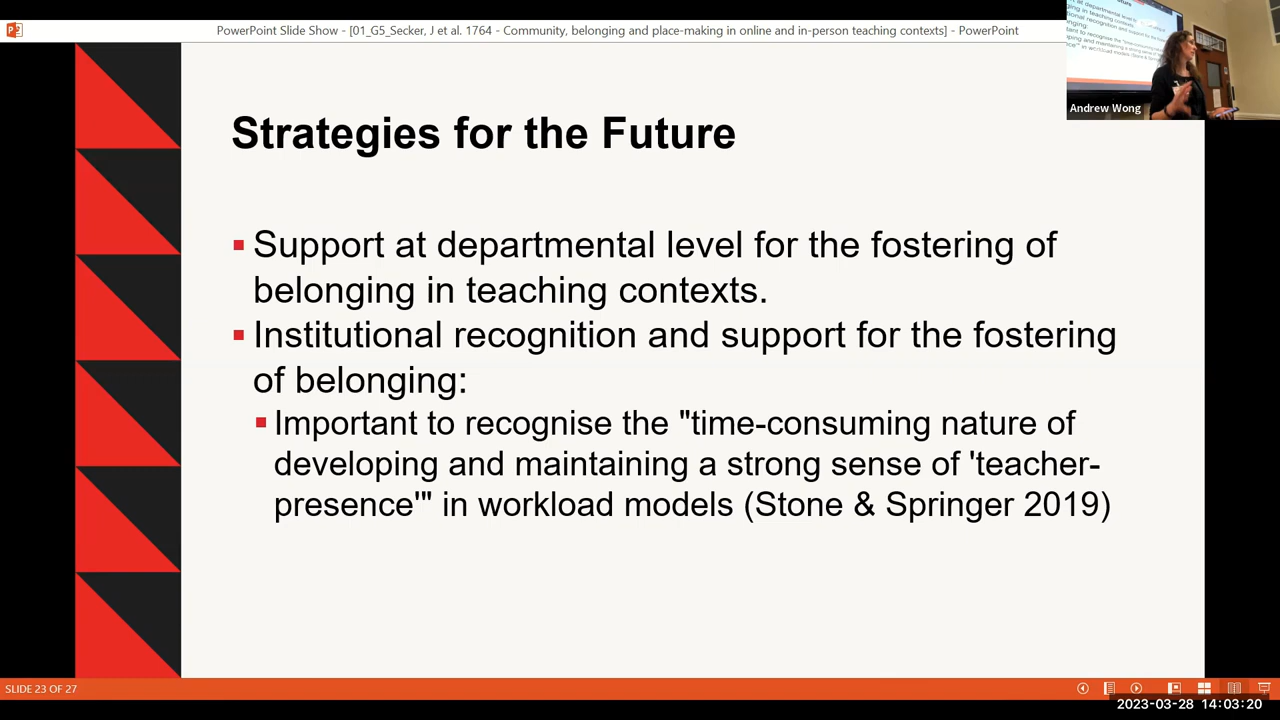 PowerPoint Slide Show - [01_G5_Saouli et al. 1764 - Community, belonging and place-making in online and in-person teaching contexts] - PowerPoint
Andrew Wong
Strategies for the Future
Support at departmental level for the fostering of
belonging in teaching contexts.
Institutional recognition and support for the fostering
of belonging:
Important to recognise the "time-consuming nature of
developing and maintaining a strong sense of 'teacher-
presence'" in workload models (Stone & Springer 2019)
SLIDE 23 OF 27
2023-03-28 14:03:20